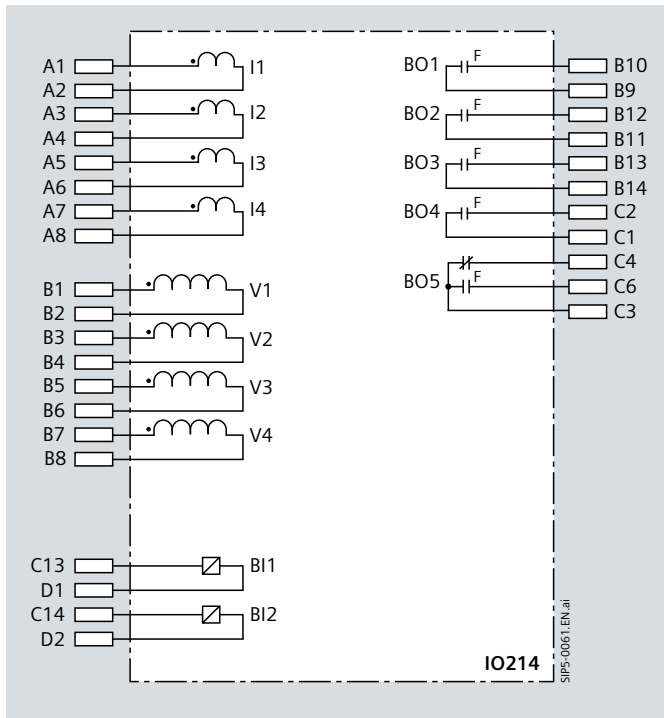 A1
A2
A3
A4
A5
A6
A7
A8
I1
I2
I3
I4
B1
B2
B3
B4
B5
B6
B7
B8
V1
V2
V3
V4
C13
D1
C14
D2
BI1
BI2
BO1
F
BO2
F
BO3
F
BO4
F
BO5
F
B10
B9
B12
B11
B13
B14
C2
C1
C4
C6
C3
IO214
SIP5-0061.EN.ai